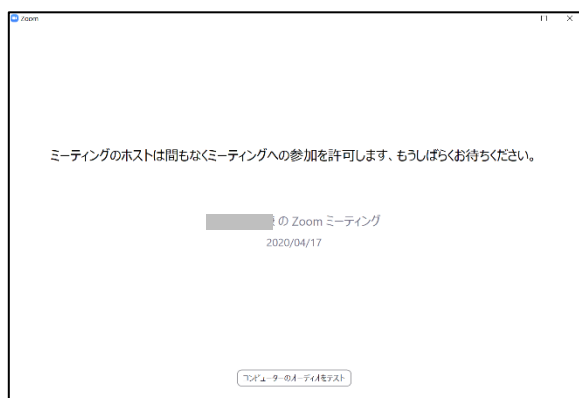 Zoom
ミーティングのホストは間もなくミーティングへの参加を許可します、もうしばらくお待ちください。
の Zoom ミーティング
2020/04/17
コンピューターのオーディオをテスト